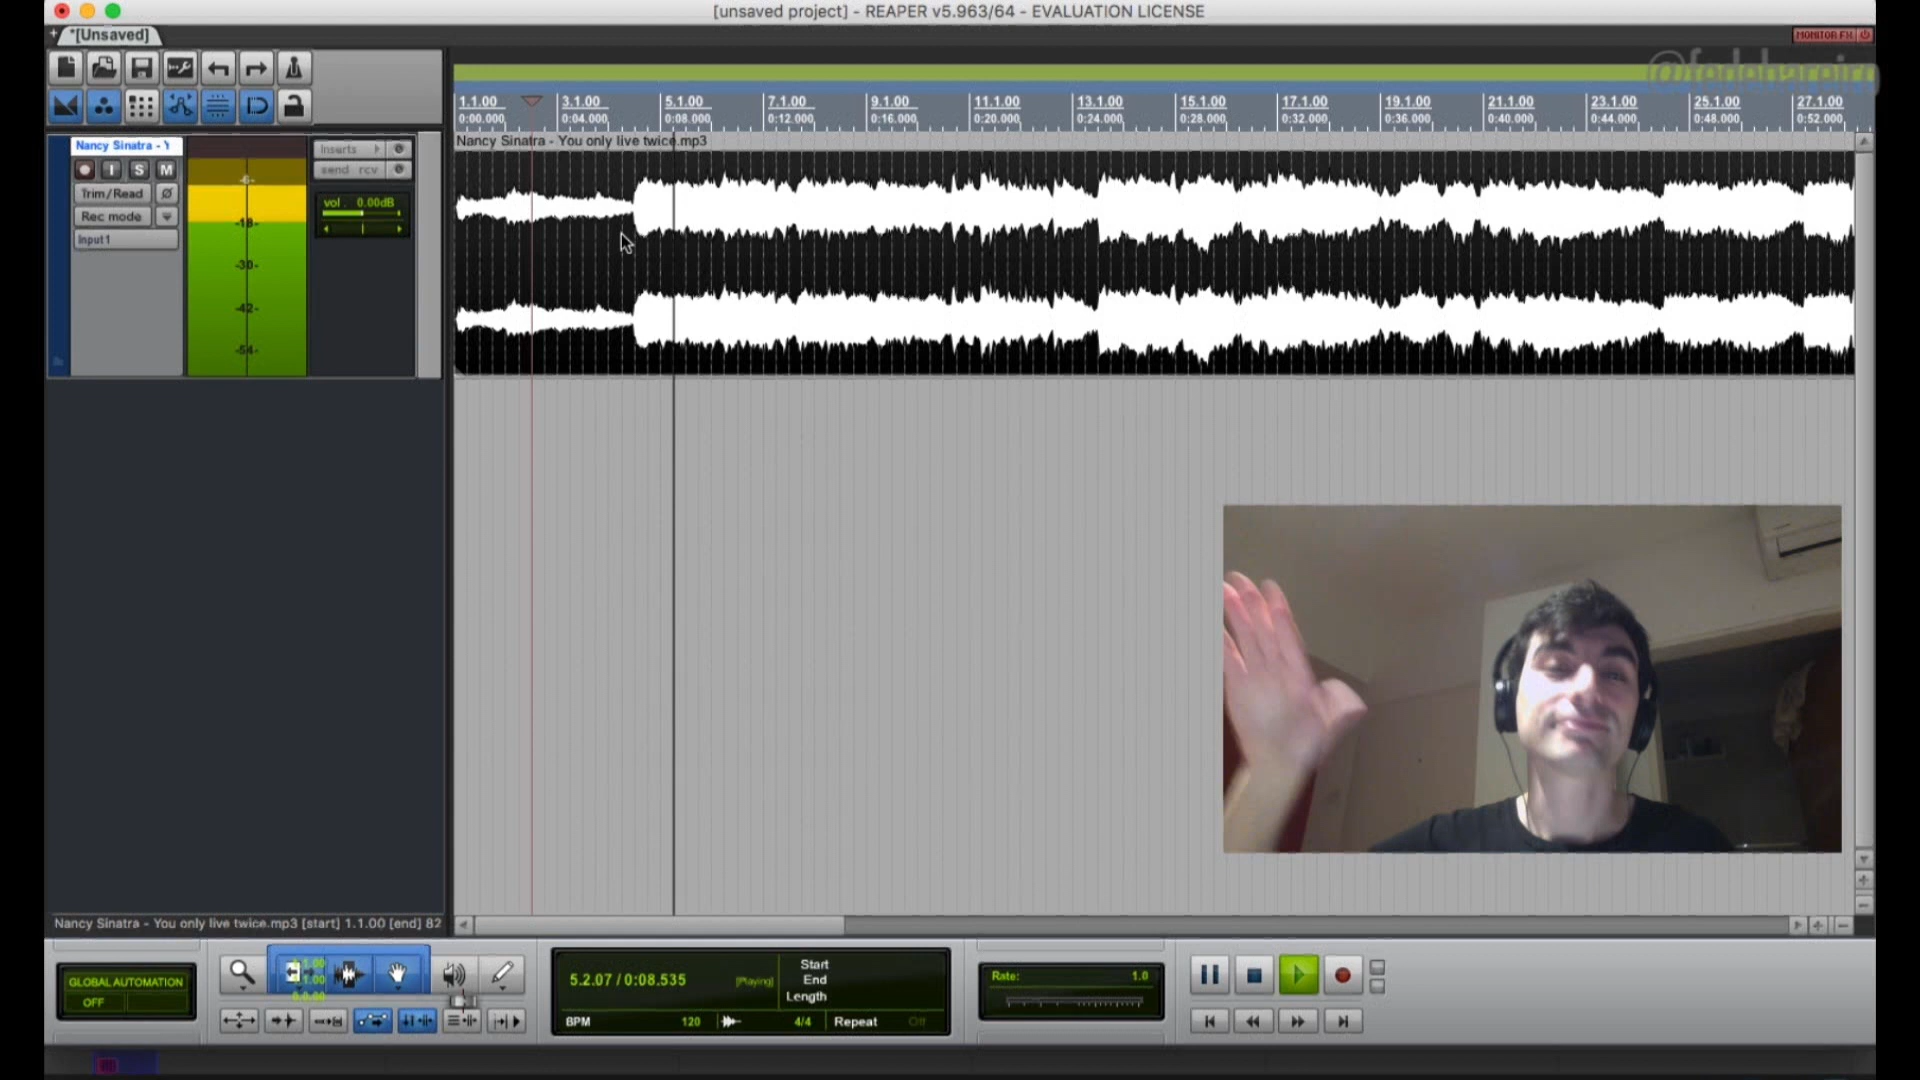 [unsaved project] - REAPER v5.963/64 - EVALUATION LICENSE
*[Unsaved]
MONITOR FX
1.1.00 3.1.00 5.1.00 7.1.00 9.1.00 11.1.00 13.1.00 15.1.00 17.1.00 19.1.00 21.1.00 23.1.00 25.1.00 27.1.00
0:00.000 0:04.000 0:08.000 0:12.000 0:16.000 0:20.000 0:24.000 0:28.000 0:32.000 0:36.000 0:40.000 0:44.000 0:48.000 0:52.000
Nancy Sinatra - You only live twice.mp3
Nancy Sinatra - Y
I S M
Trim/Read Ø
Rec mode
Input 1
-6-
-18-
-30-
-42-
-54-
Inserts
send rcv
vol 0.00dB
Nancy Sinatra - You only live twice.mp3 [start] 1.1.00 [end] 82
GLOBAL AUTOMATION
OFF
5.2.07 / 0:08.535 [Playing]
Start
End
Length
BPM 120 4/4 Repeat Off
Rate: 1.0